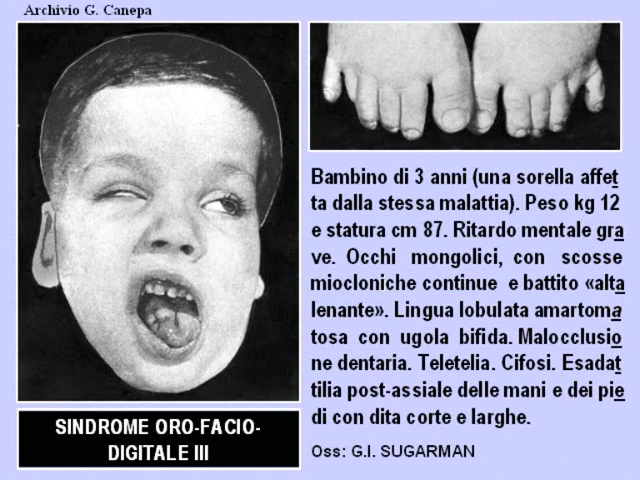 Archivio G. Canepa
Bambino di 3 anni (una sorella affet
ta dalla stessa malattia). Peso kg 12
e statura cm 87. Ritardo mentale gra
ve. Occhi mongolici, con scosse
miocloniche continue e battito «alta
lenante». Lingua lobulata amartoma
tosa con ugola bifida. Malocclusio
ne dentaria. Teletelia. Cifosi. Esadat
tilia post-assiale delle mani e dei pie
di con dita corte e larghe.
Oss: G.I. SUGARMAN
SINDROME ORO-FACIO-
DIGITALE III